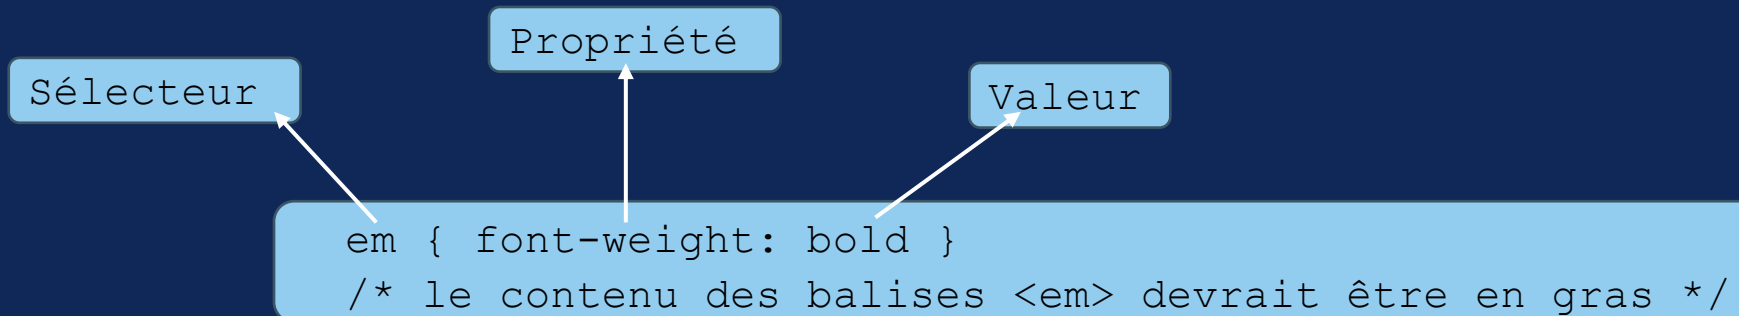 Propriété
Sélecteur
Valeur
em { font-weight: bold }
/* le contenu des balises <em> devrait être en gras */